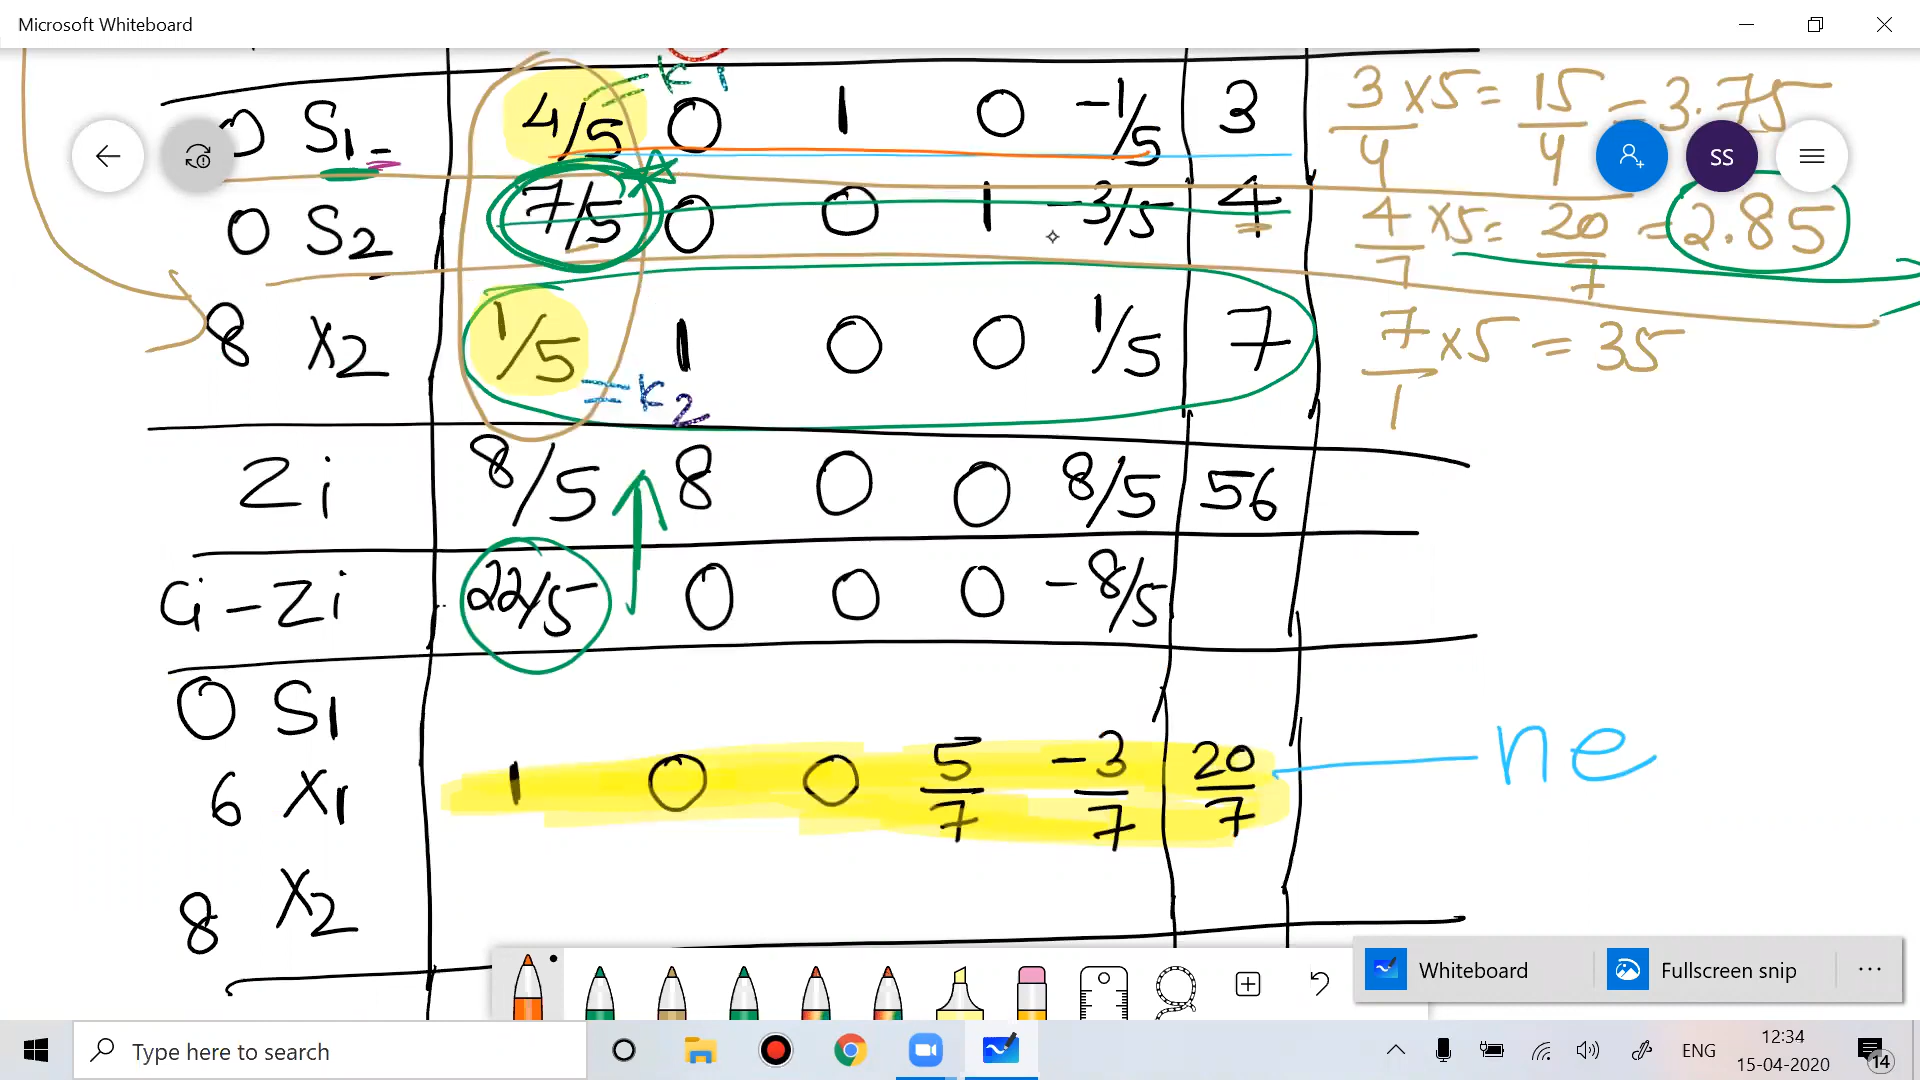 Microsoft Whiteboard
= K1
0 S1 4/5 0 1 0 -1/5 3 3/4 ×5= 15/4 = 3.75
SS
0 S2 7/5 0 0 1 -3/5 4 4/7 ×5= 20/7 = 2.85
8 X2 1/5 1 0 0 1/5 7 7/1 ×5 = 35
= K2
Zi 8/5 8 0 0 8/5 56
Ci - Zi 22/5 0 0 0 -8/5
0 S1
6 X1 1 0 0 5/7 -3/7 20/7 ne
8 X2
Whiteboard
Fullscreen snip
Type here to search
ENG
12:34
15-04-2020
14